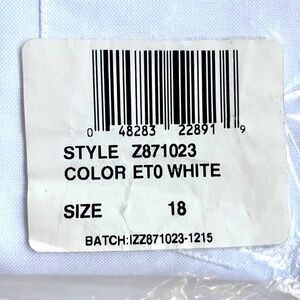 0 48283 22891 9
STYLE Z871023
COLOR ET0 WHITE
SIZE 18
BATCH:IZZ871023-1215